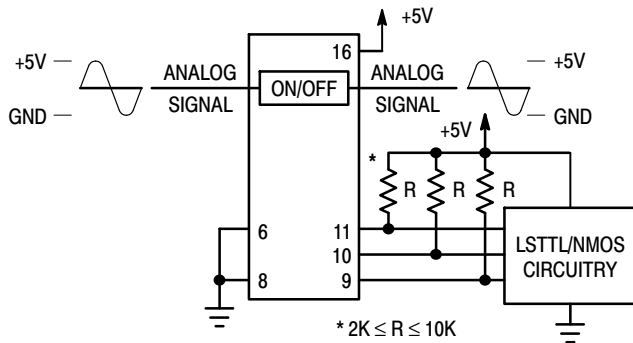 +5V
16
+5V
ANALOG
SIGNAL
ON/OFF
ANALOG
SIGNAL
+5V
GND
GND
+5V
*
R
R
R
6
11
10
8
9
LSTTL/NMOS
CIRCUITRY
* 2K ≤ R ≤ 10K